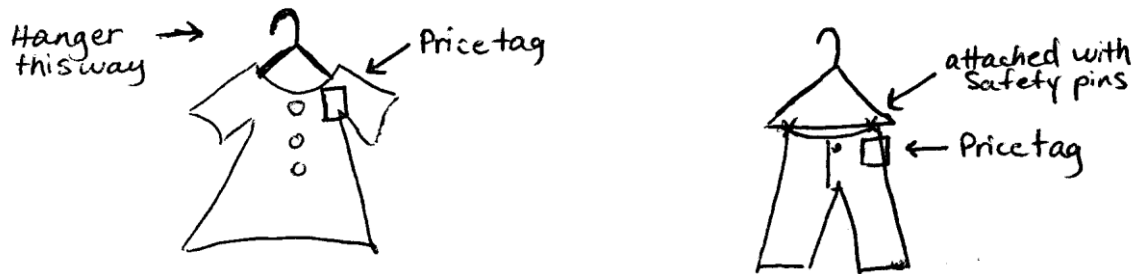 Hanger
this way
Price tag
attached with
Safety pins
Price tag